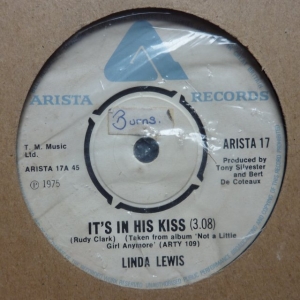 ARISTA RECORDS
Burns.
T. M. Music
Ltd.
ARISTA 17A 45
℗ 1975
ARISTA 17
Produced by
Tony Silvester
and Bert
De Coteaux
IT'S IN HIS KISS (3.08)
(Rudy Clark) (Taken from album 'Not a Little
Girl Anymore' (ARTY 109)
LINDA LEWIS